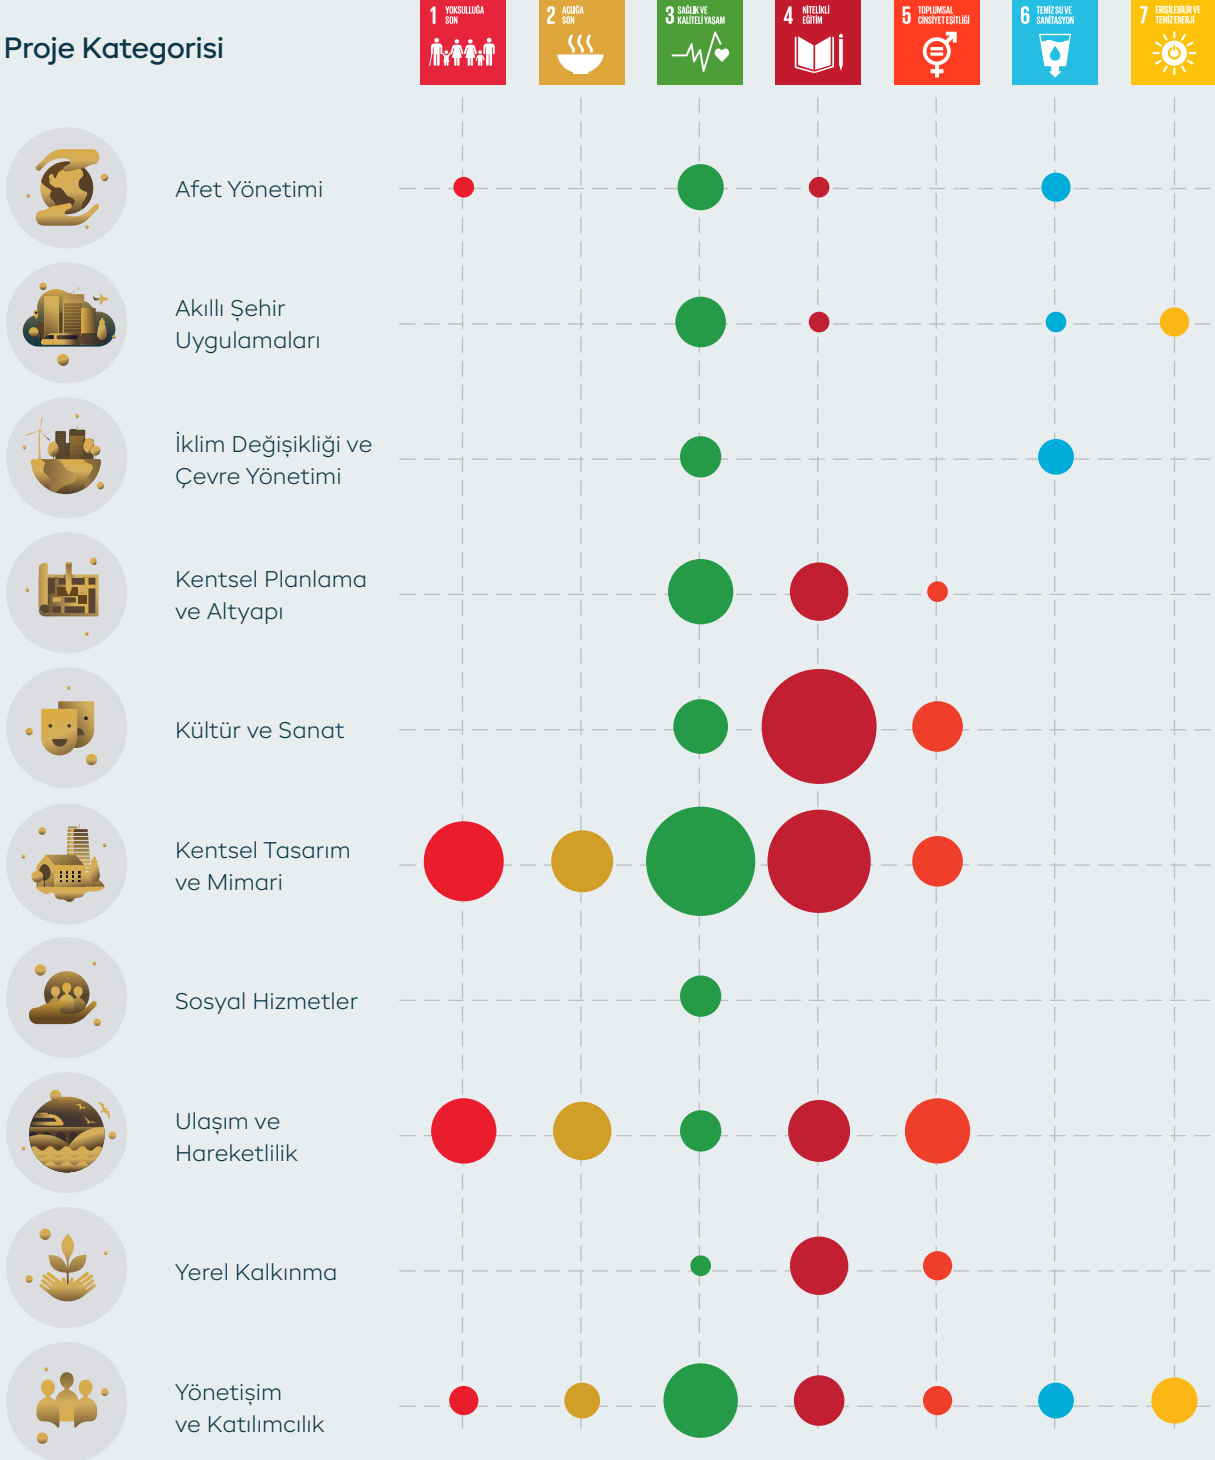 Proje Kategorisi
1 YOKSULLUĞA
SON
2 AÇLIĞA
SON
3 SAĞLIK VE
KALİTELİ YAŞAM
4 NİTELİKLİ
EĞİTİM
5 TOPLUMSAL
CİNSİYET EŞİTLİĞİ
6 TEMİZ SU VE
SANİTASYON
7 ERİŞİLEBİLİR VE
TEMİZ ENERJİ
Afet Yönetimi
Akıllı Şehir
Uygulamaları
İklim Değişikliği ve
Çevre Yönetimi
Kentsel Planlama
ve Altyapı
Kültür ve Sanat
Kentsel Tasarım
ve Mimari
Sosyal Hizmetler
Ulaşım ve
Hareketlilik
Yerel Kalkınma
Yönetişim
ve Katılımcılık